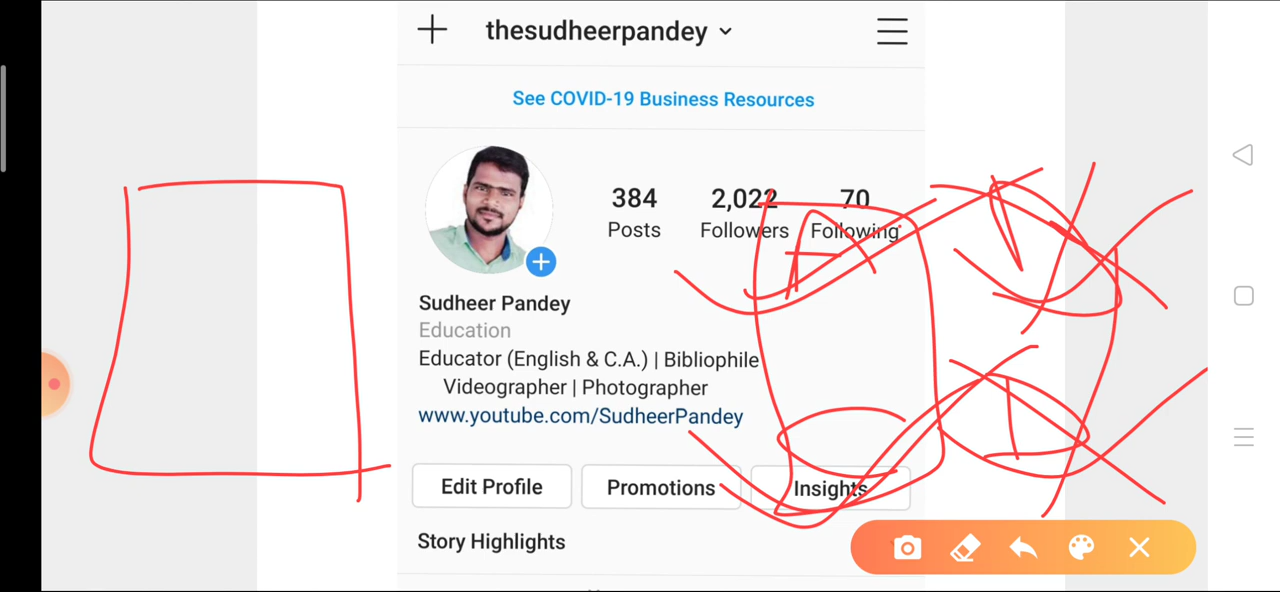 thesudheerpandey
See COVID-19 Business Resources
384 2,022 70
Posts Followers Following
Sudheer Pandey
Education
Educator (English & C.A.) | Bibliophile
Videographer | Photographer
www.youtube.com/SudheerPandey
Edit Profile Promotions Insights
Story Highlights